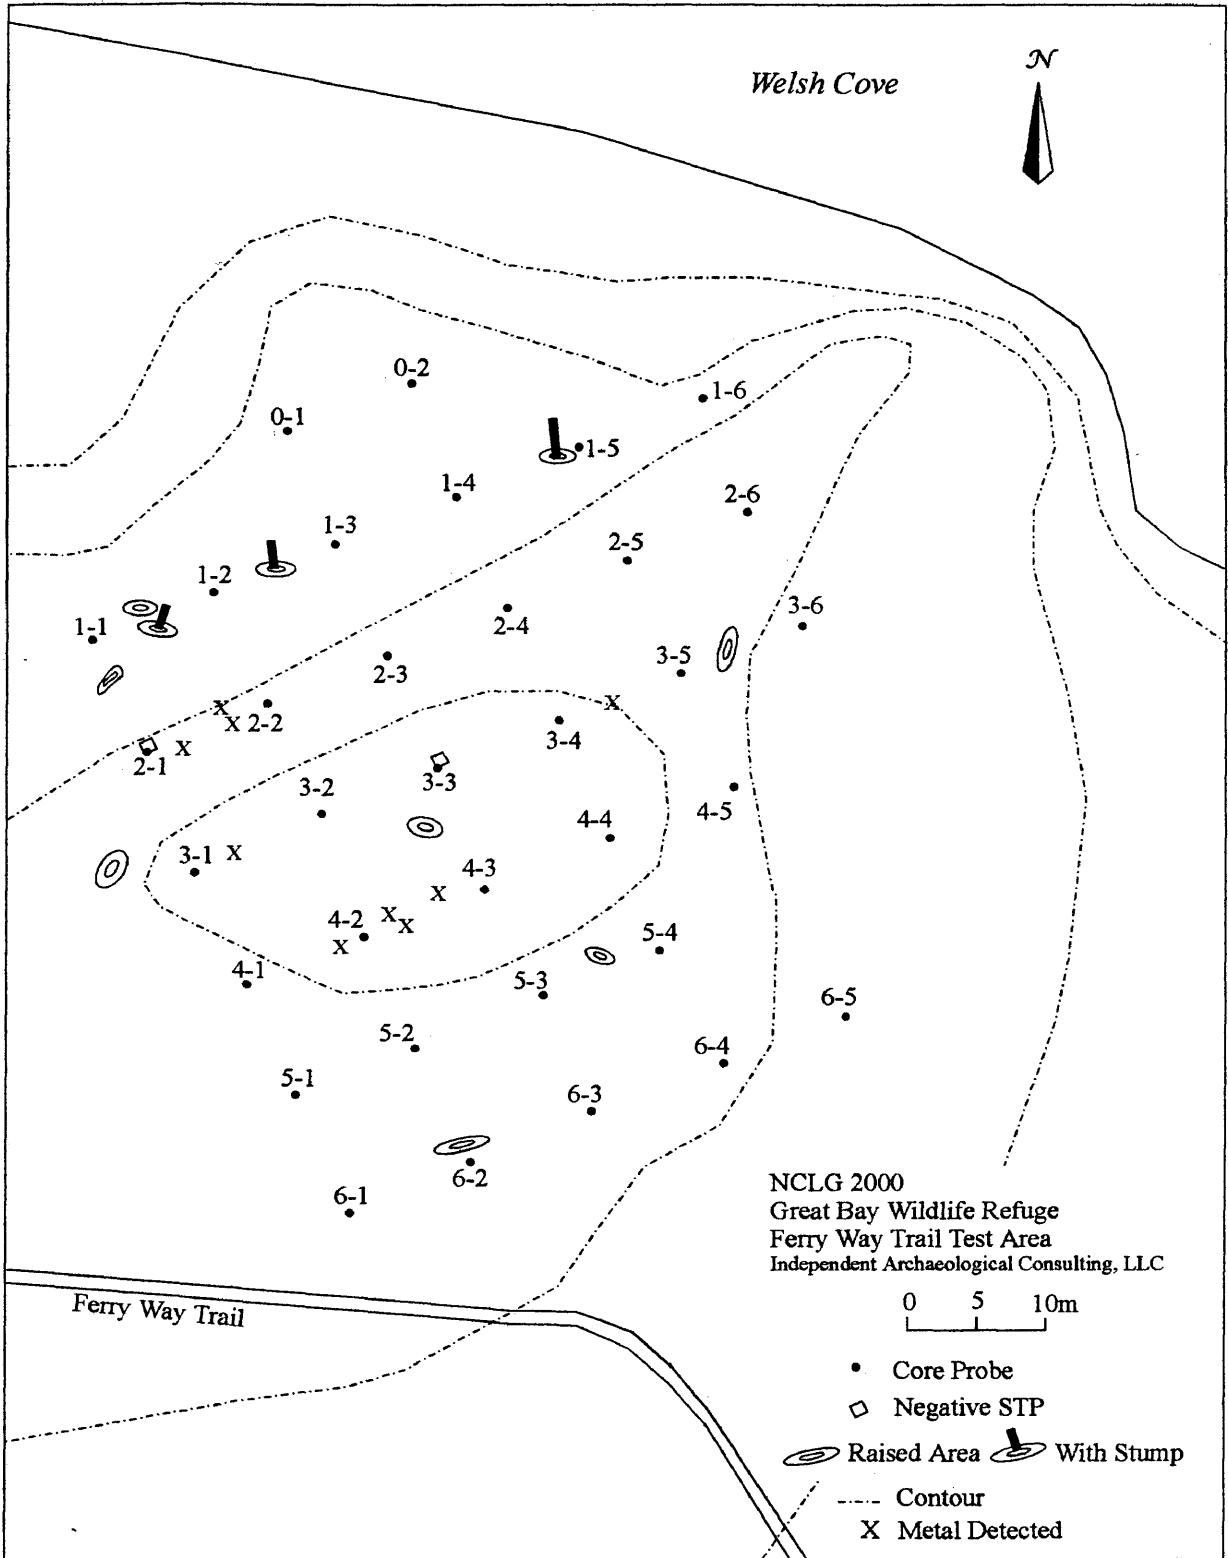 Welsh Cove
N
0-2
1-6
0-1
1-5
1-4
2-6
1-3
2-5
1-2
3-6
1-1
2-4
3-5
2-3
X
X
X 2-2
3-4
X
2-1
3-3
3-2
4-5
4-4
3-1 X
4-3
X
4-2 X
X
X
5-4
4-1
5-3
6-5
5-2
6-4
5-1
6-3
6-2
6-1
NCLG 2000
Great Bay Wildlife Refuge
Ferry Way Trail Test Area
Independent Archaeological Consulting, LLC
0 5 10m
Ferry Way Trail
Core Probe
Negative STP
Raised Area With Stump
Contour
X Metal Detected